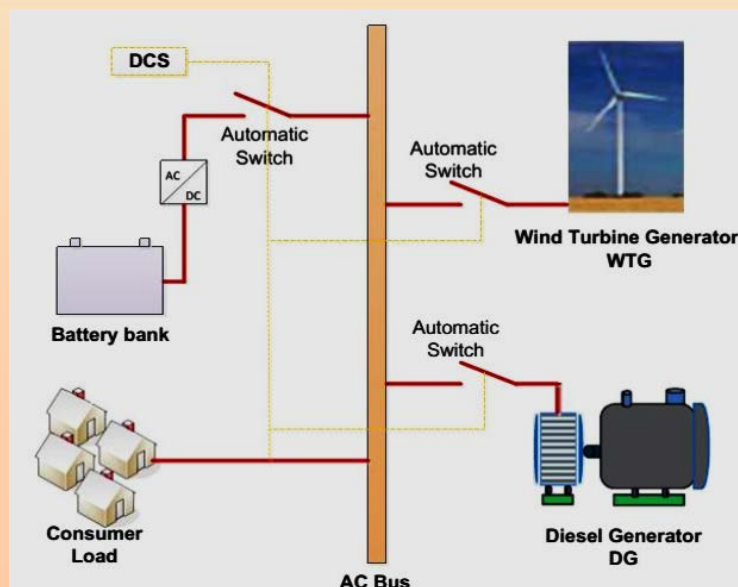 DCS
Automatic
Switch
AC
DC
Battery bank
Automatic
Switch
Wind Turbine Generator
WTG
Automatic
Switch
Consumer
Load
Diesel Generator
DG
AC Bus